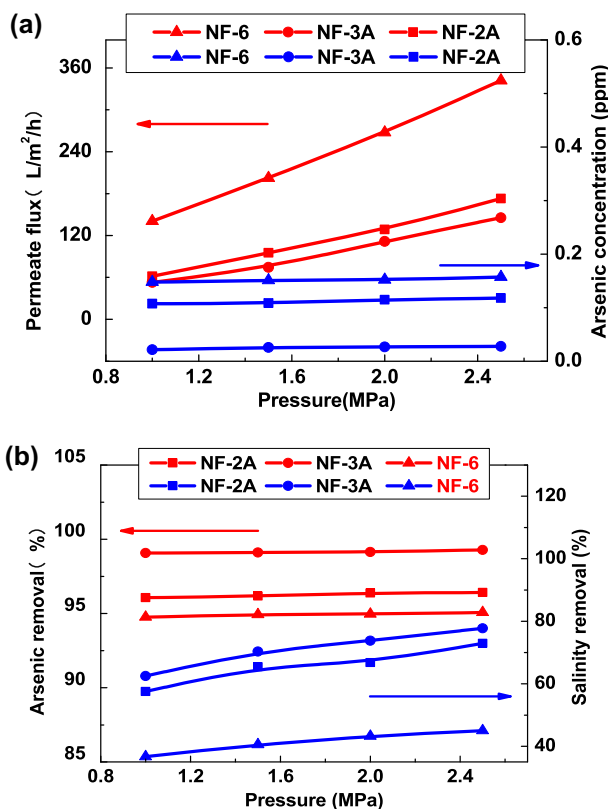 (a)
NF-6 NF-3A NF-2A
NF-6 NF-3A NF-2A
360
240
120
0
Permeate flux( L/m²/h)
0.6
0.4
0.2
0.0
Arsenic concentration (ppm)
0.8 1.2 1.6 2.0 2.4
Pressure(MPa)
(b)
NF-2A NF-3A NF-6
NF-2A NF-3A NF-6
105
100
95
90
85
Arsenic removal( %)
120
100
80
60
40
Salinity removal (%)
0.8 1.2 1.6 2.0 2.4
Pressure (MPa)